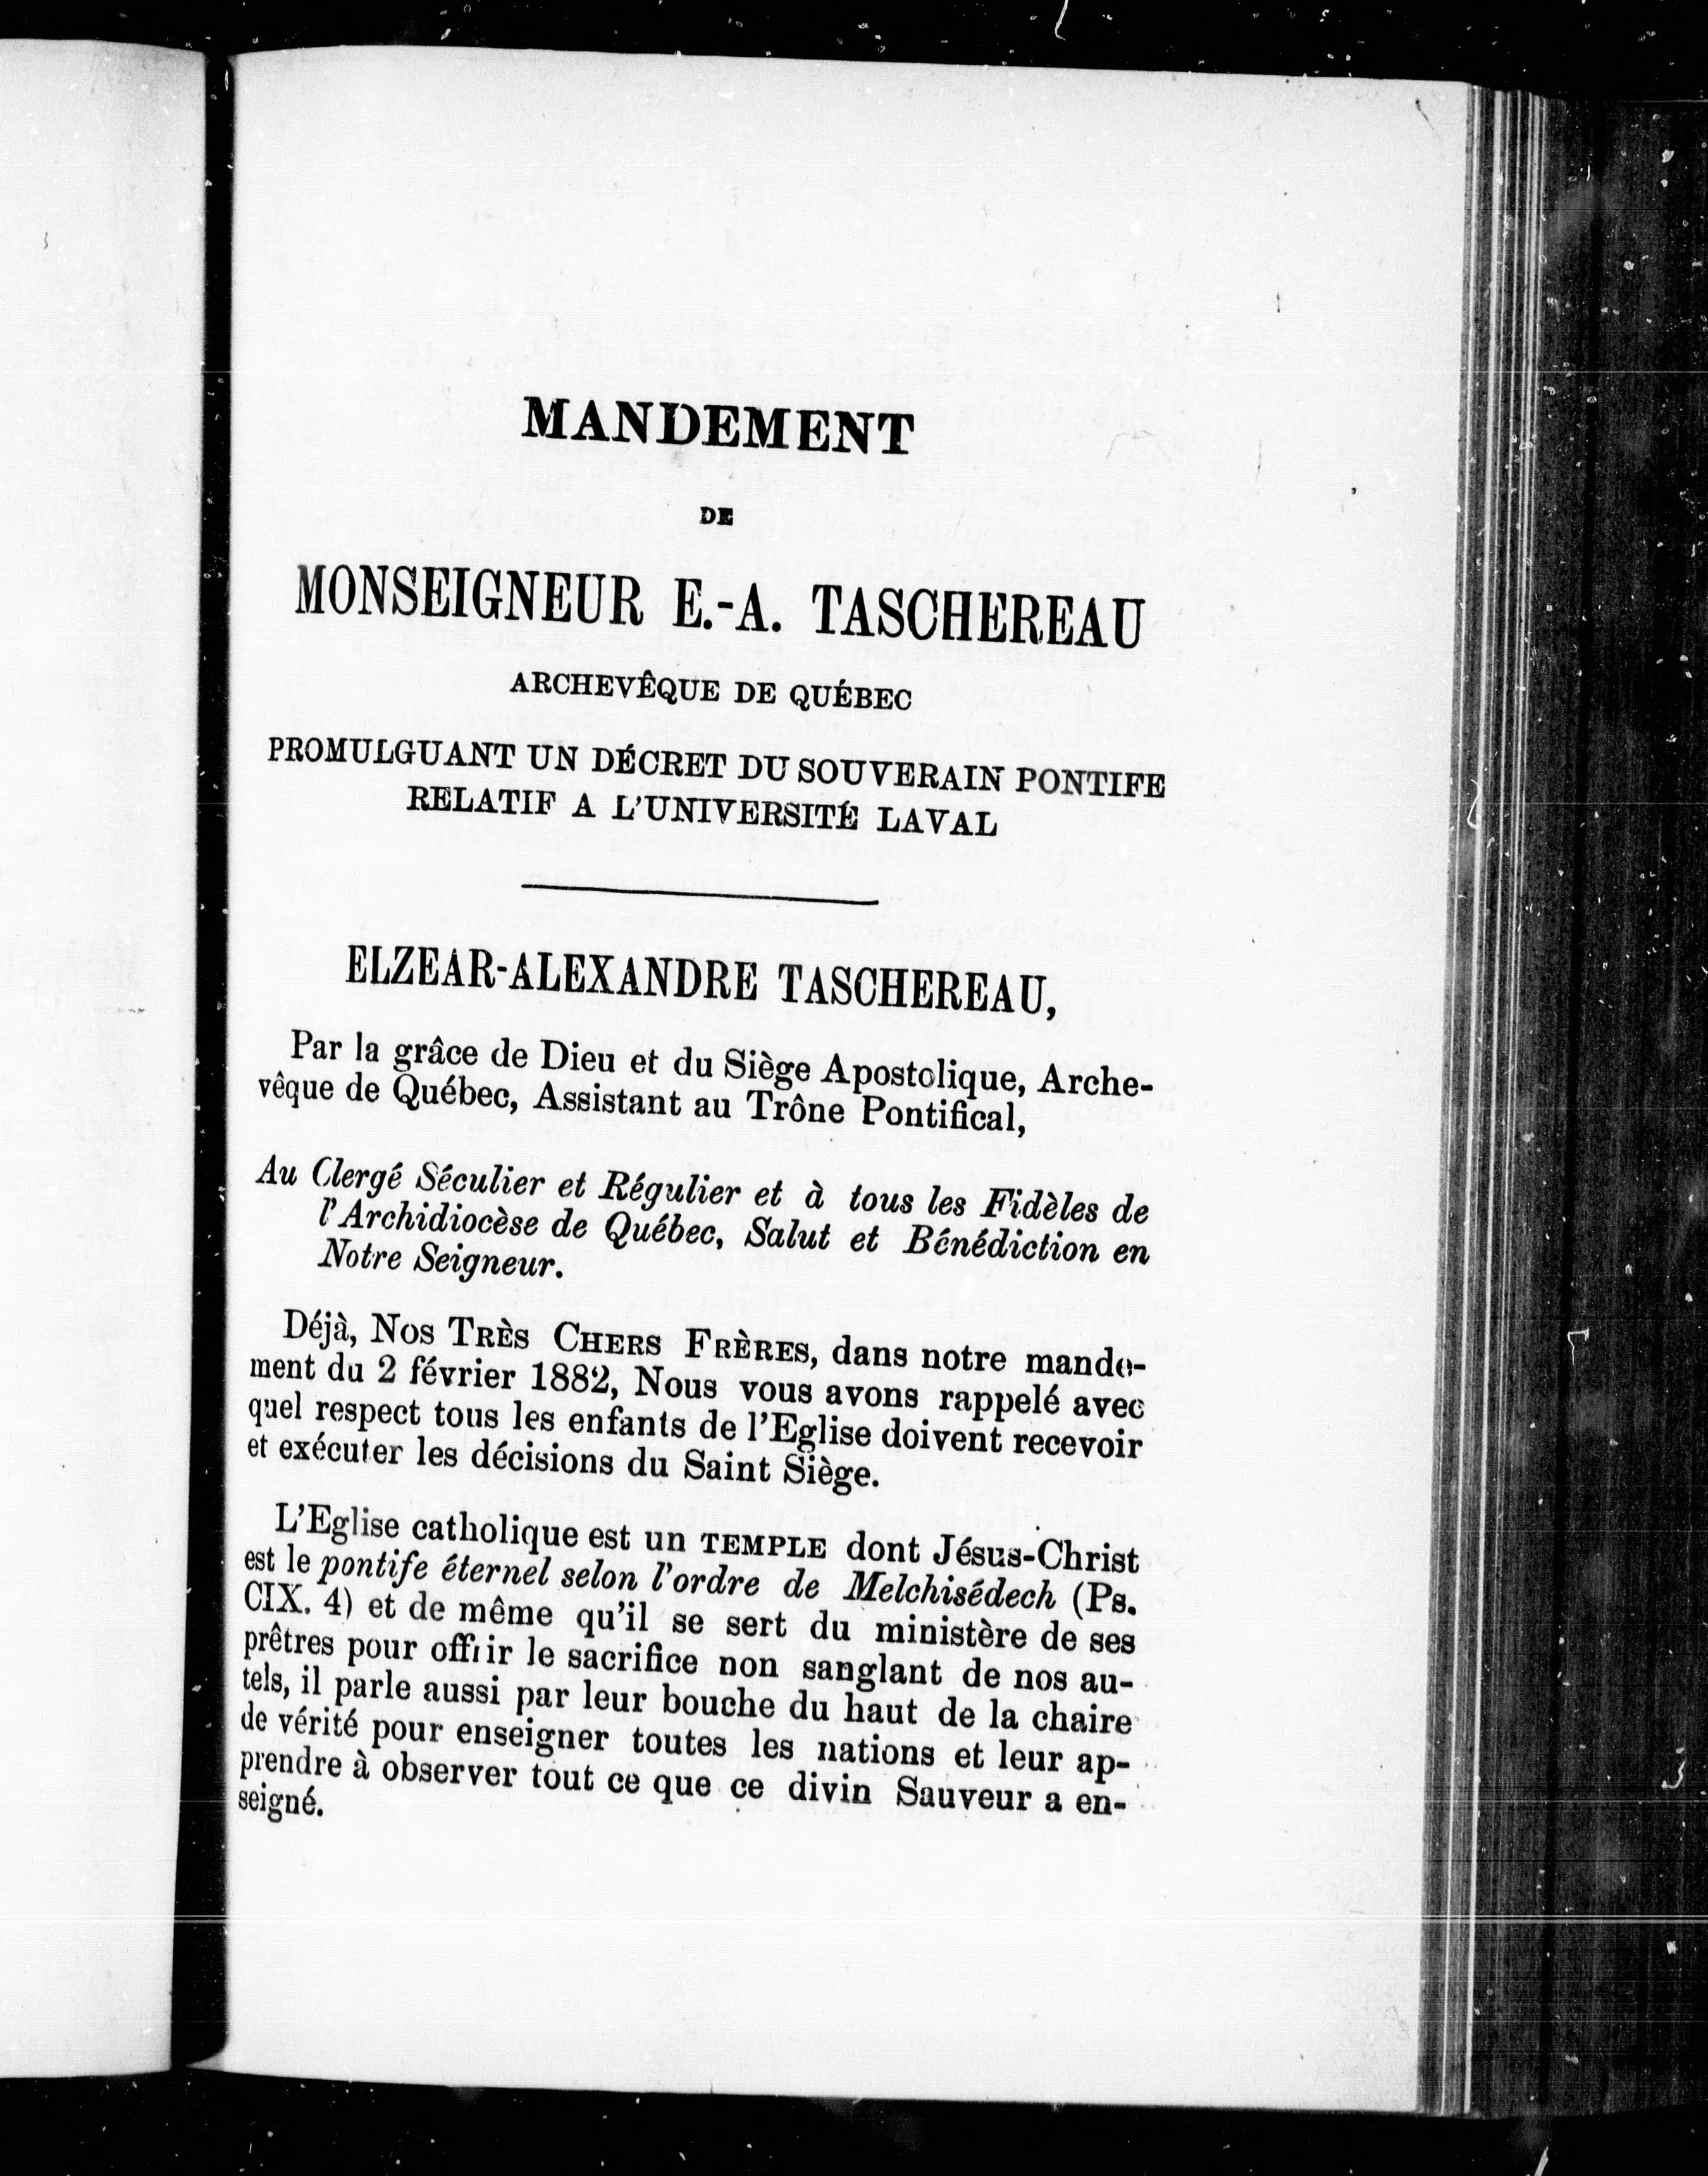 MANDEMENT
DE
MONSEIGNEUR E.-A. TASCHEREAU
ARCHEVÊQUE DE QUÉBEC
PROMULGUANT UN DÉCRET DU SOUVERAIN PONTIFE
RELATIF A L'UNIVERSITÉ LAVAL
ELZEAR-ALEXANDRE TASCHEREAU,
Par la grâce de Dieu et du Siège Apostolique, Arche-
vêque de Québec, Assistant au Trône Pontifical,
Au Clergé Séculier et Régulier et à tous les Fidèles de
l'Archidiocèse de Québec, Salut et Bénédiction en
Notre Seigneur.
Déjà, NOS TRÈS CHERS FRÈRES, dans notre mande-
ment du 2 février 1882, Nous vous avons rappelé avec
quel respect tous les enfants de l'Eglise doivent recevoir
et exécuter les décisions du Saint Siège.
L'Eglise catholique est un TEMPLE dont Jésus-Christ
est le pontife éternel selon l'ordre de Melchisédech (Ps.
CIX. 4) et de même qu'il se sert du ministère de ses
prêtres pour offrir le sacrifice non sanglant de nos au-
tels, il parle aussi par leur bouche du haut de la chaire
de vérité pour enseigner toutes les nations et leur ap-
prendre à observer tout ce que ce divin Sauveur a en-
seigné.